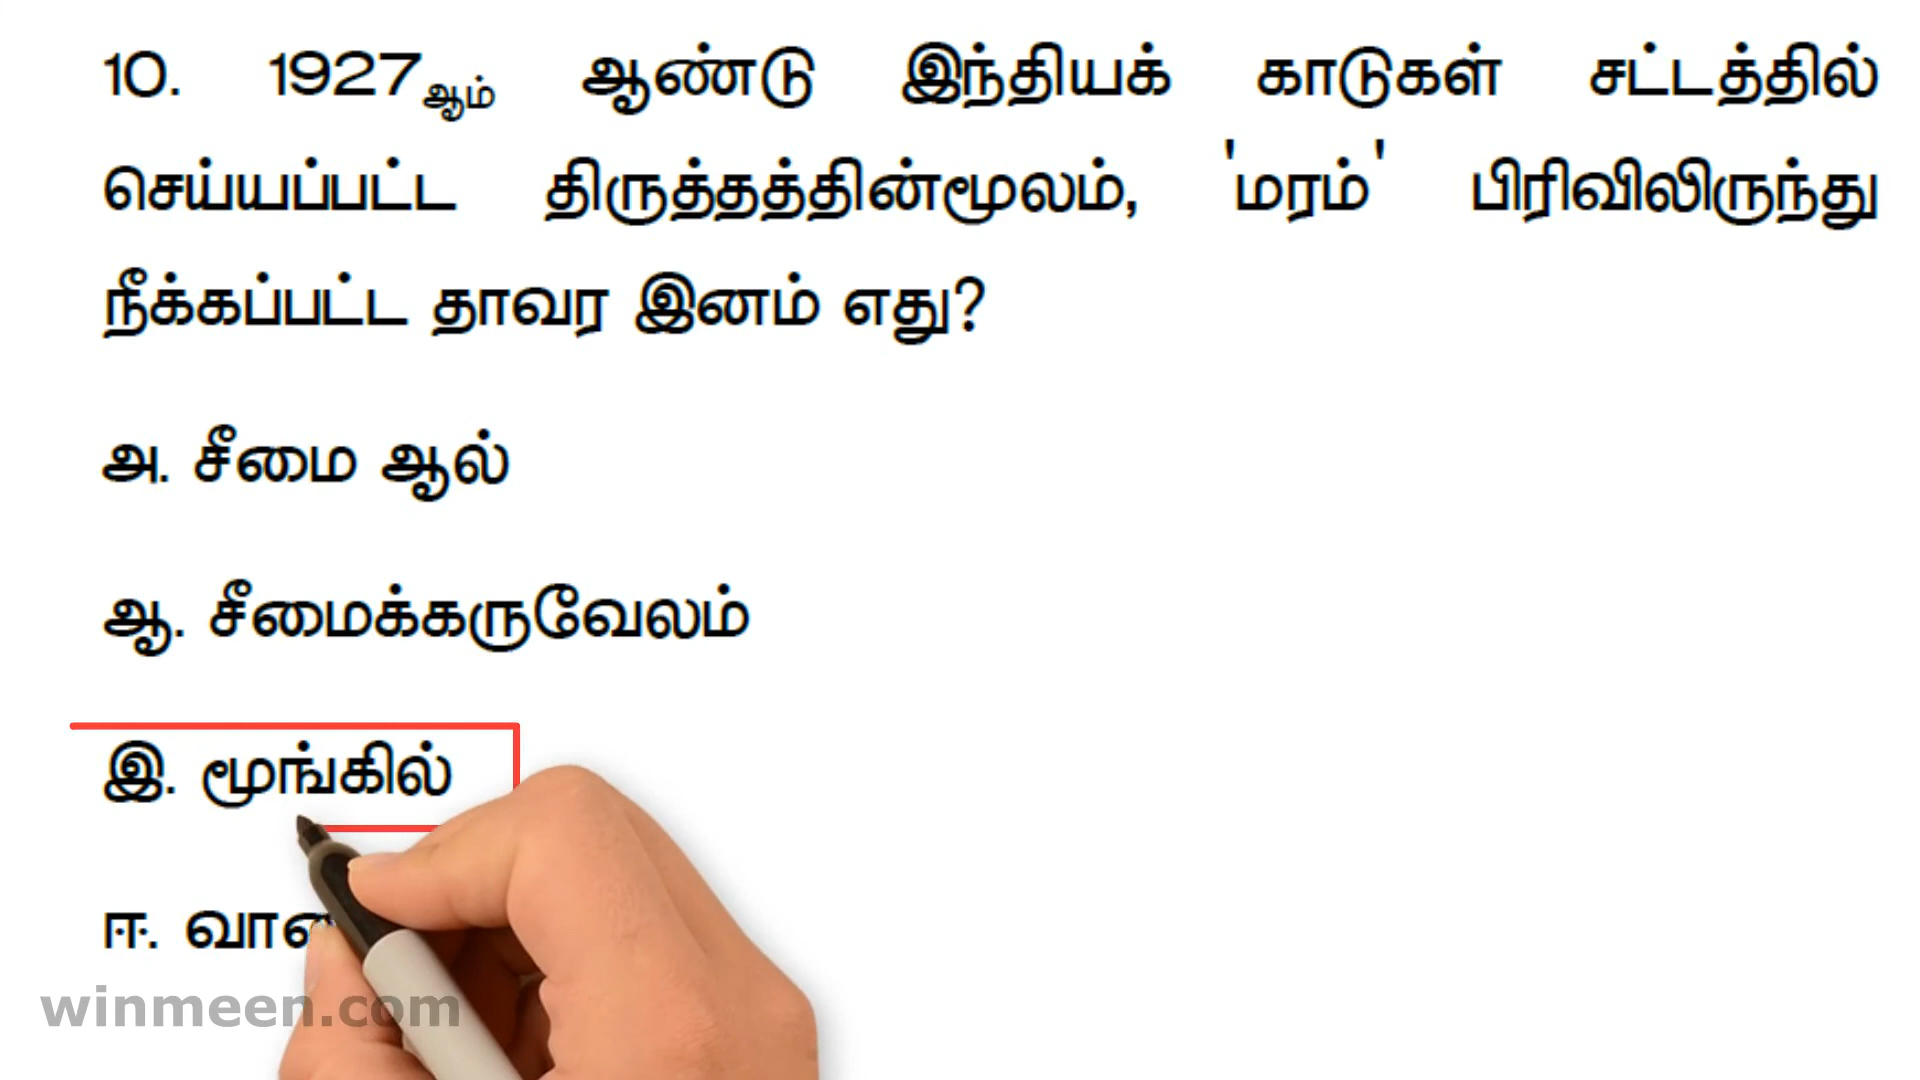 10. 1927ஆம் ஆண்டு இந்தியக் காடுகள் சட்டத்தில்
செய்யப்பட்ட திருத்தத்தின்மூலம், 'மரம்' பிரிவிலிருந்து
நீக்கப்பட்ட தாவர இனம் எது?
அ. சீமை ஆல்
ஆ. சீமைக்கருவேலம்
இ. மூங்கில்
ஈ.
winmeen.com